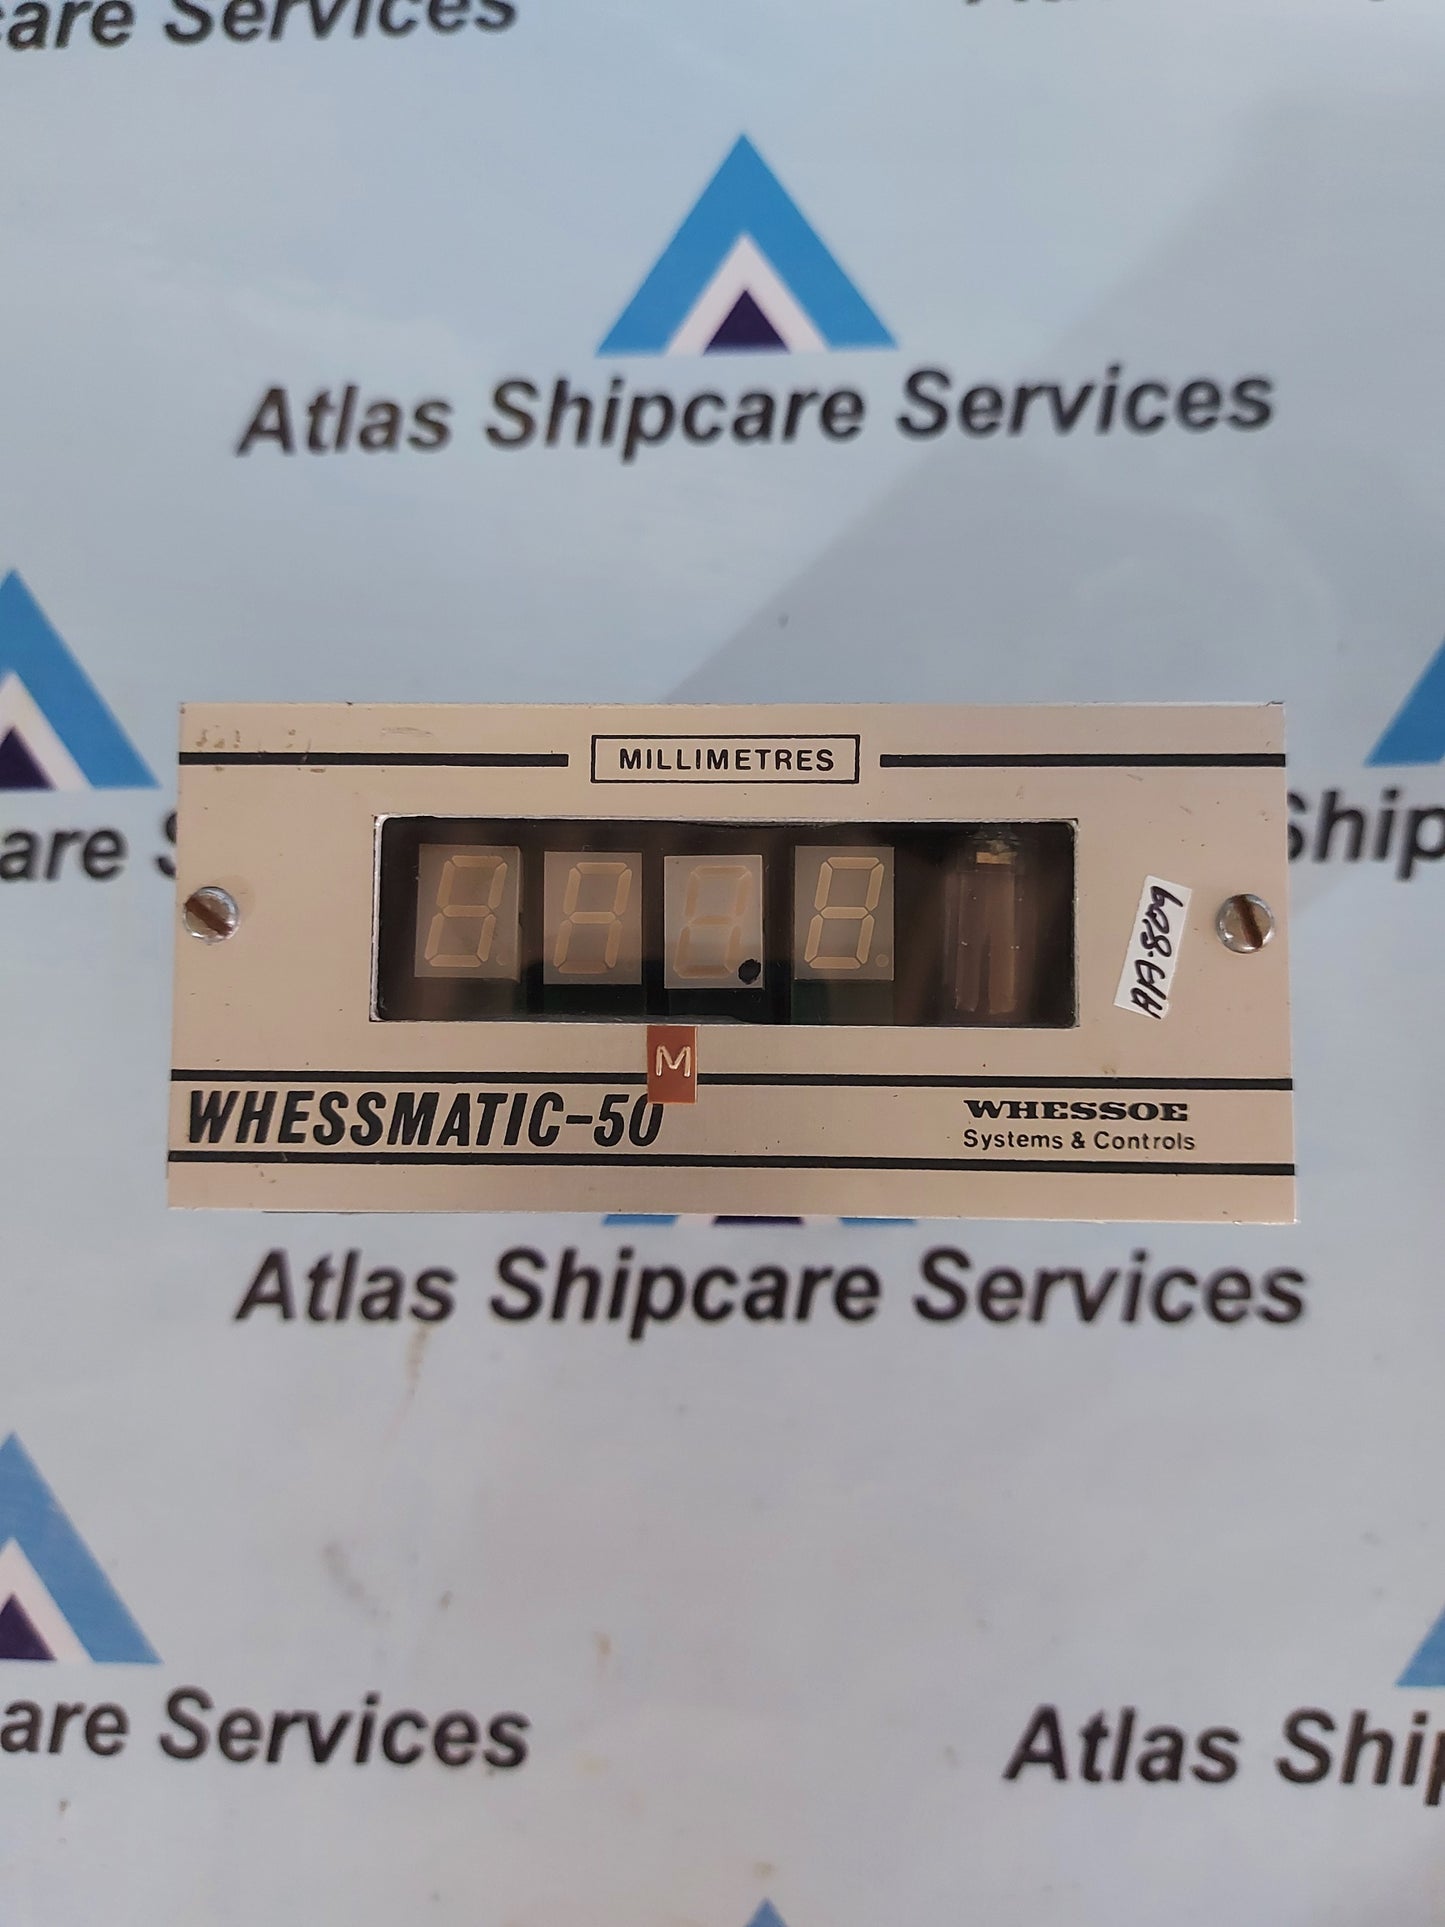 care Services
Atlas Shipcare Services
are S
Ship
MILLIMETRES
M
WHESSMATIC-50
WHESSOE
Systems & Controls
Atlas Shipcare Services
are Services
Atlas Ship